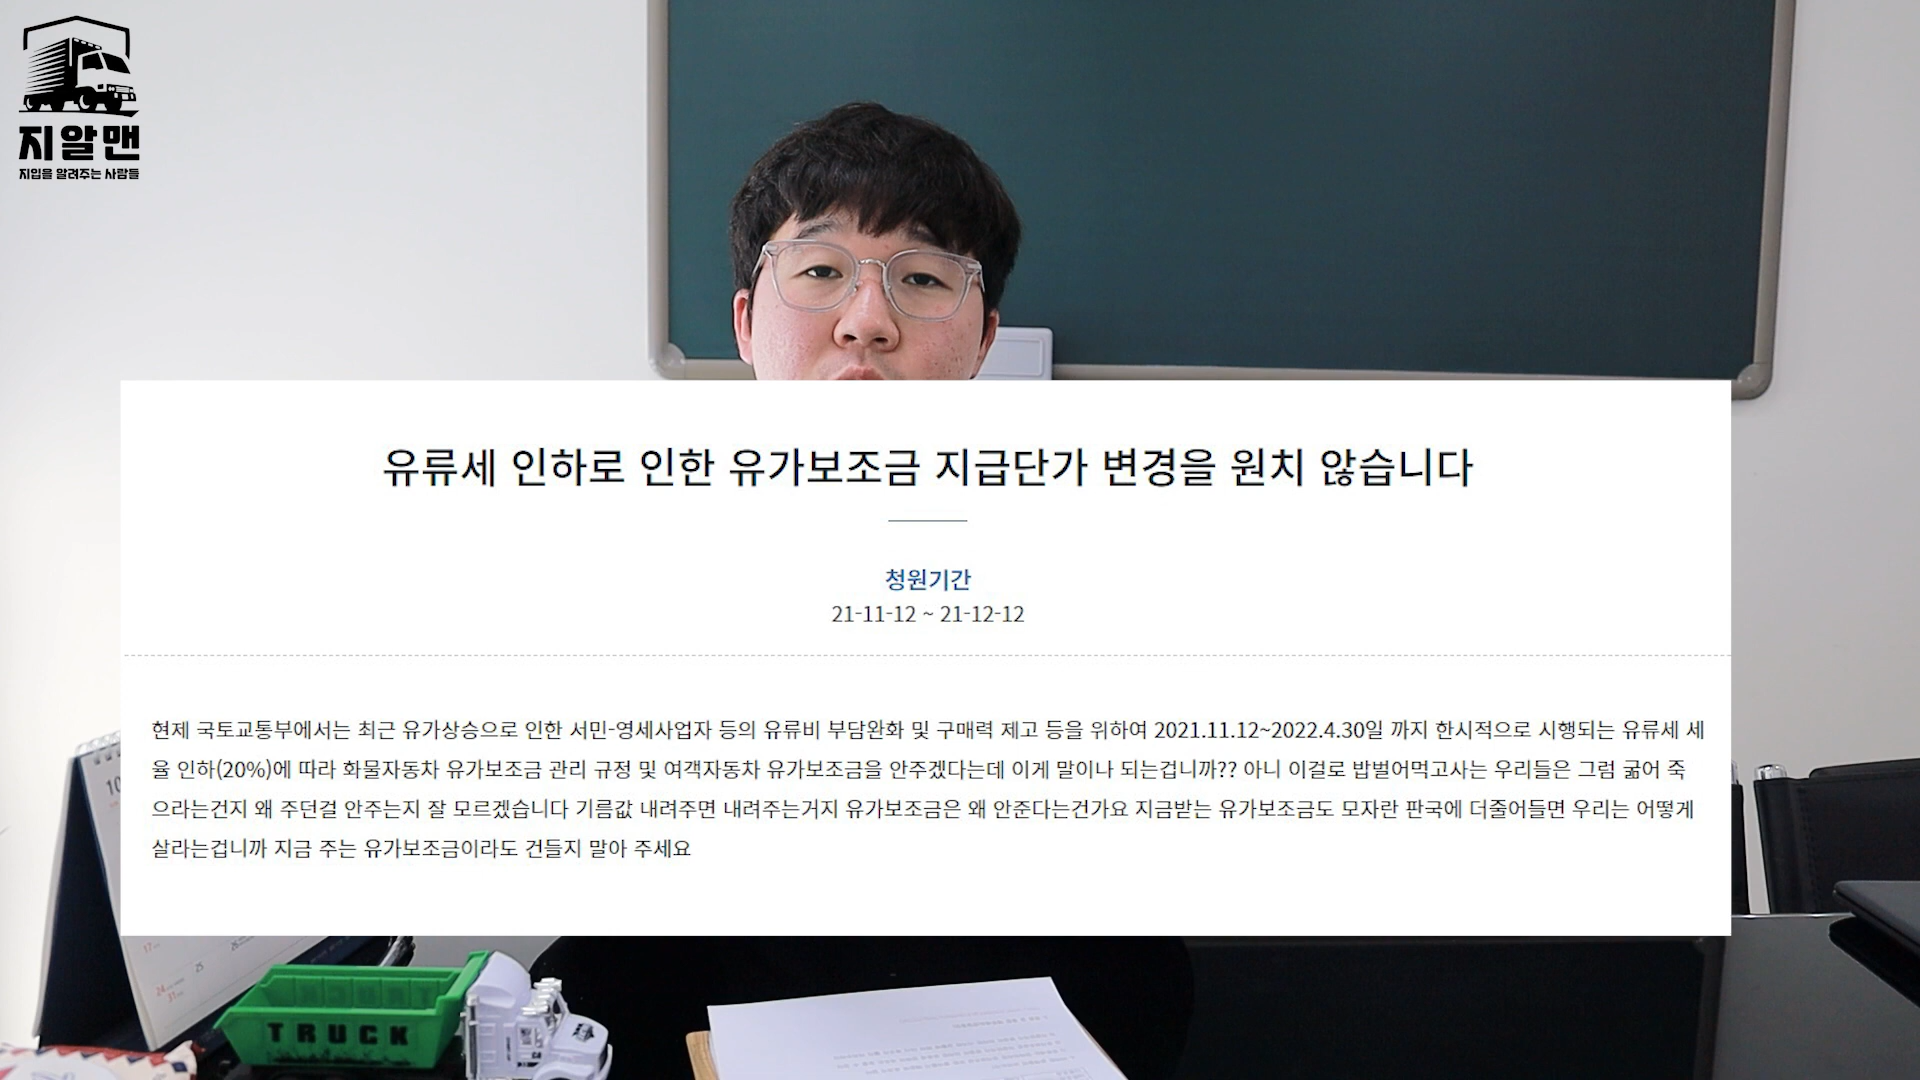 지알맨
지입을 알려주는 사람들
유류세 인하로 인한 유가보조금 지급단가 변경을 원치 않습니다
청원기간
21-11-12 ~ 21-12-12
현제 국토교통부에서는 최근 유가상승으로 인한 서민-영세사업자 등의 유류비 부담완화 및 구매력 제고 등을 위하여 2021.11.12~2022.4.30일 까지 한시적으로 시행되는 유류세 세
율 인하(20%)에 따라 화물자동차 유가보조금 관리 규정 및 여객자동차 유가보조금을 안주겠다는데 이게 말이나 되는겁니까?? 아니 이걸로 밥벌어먹고사는 우리들은 그럼 굶어 죽
으라는건지 왜 주던걸 안주는지 잘 모르겠습니다 기름값 내려주면 내려주는거지 유가보조금은 왜 안준다는건가요 지금받는 유가보조금도 모자란 판국에 더줄어들면 우리는 어떻게
살라는겁니까 지금 주는 유가보조금이라도 건들지 말아 주세요
10
17
25
24
31
TRUCK